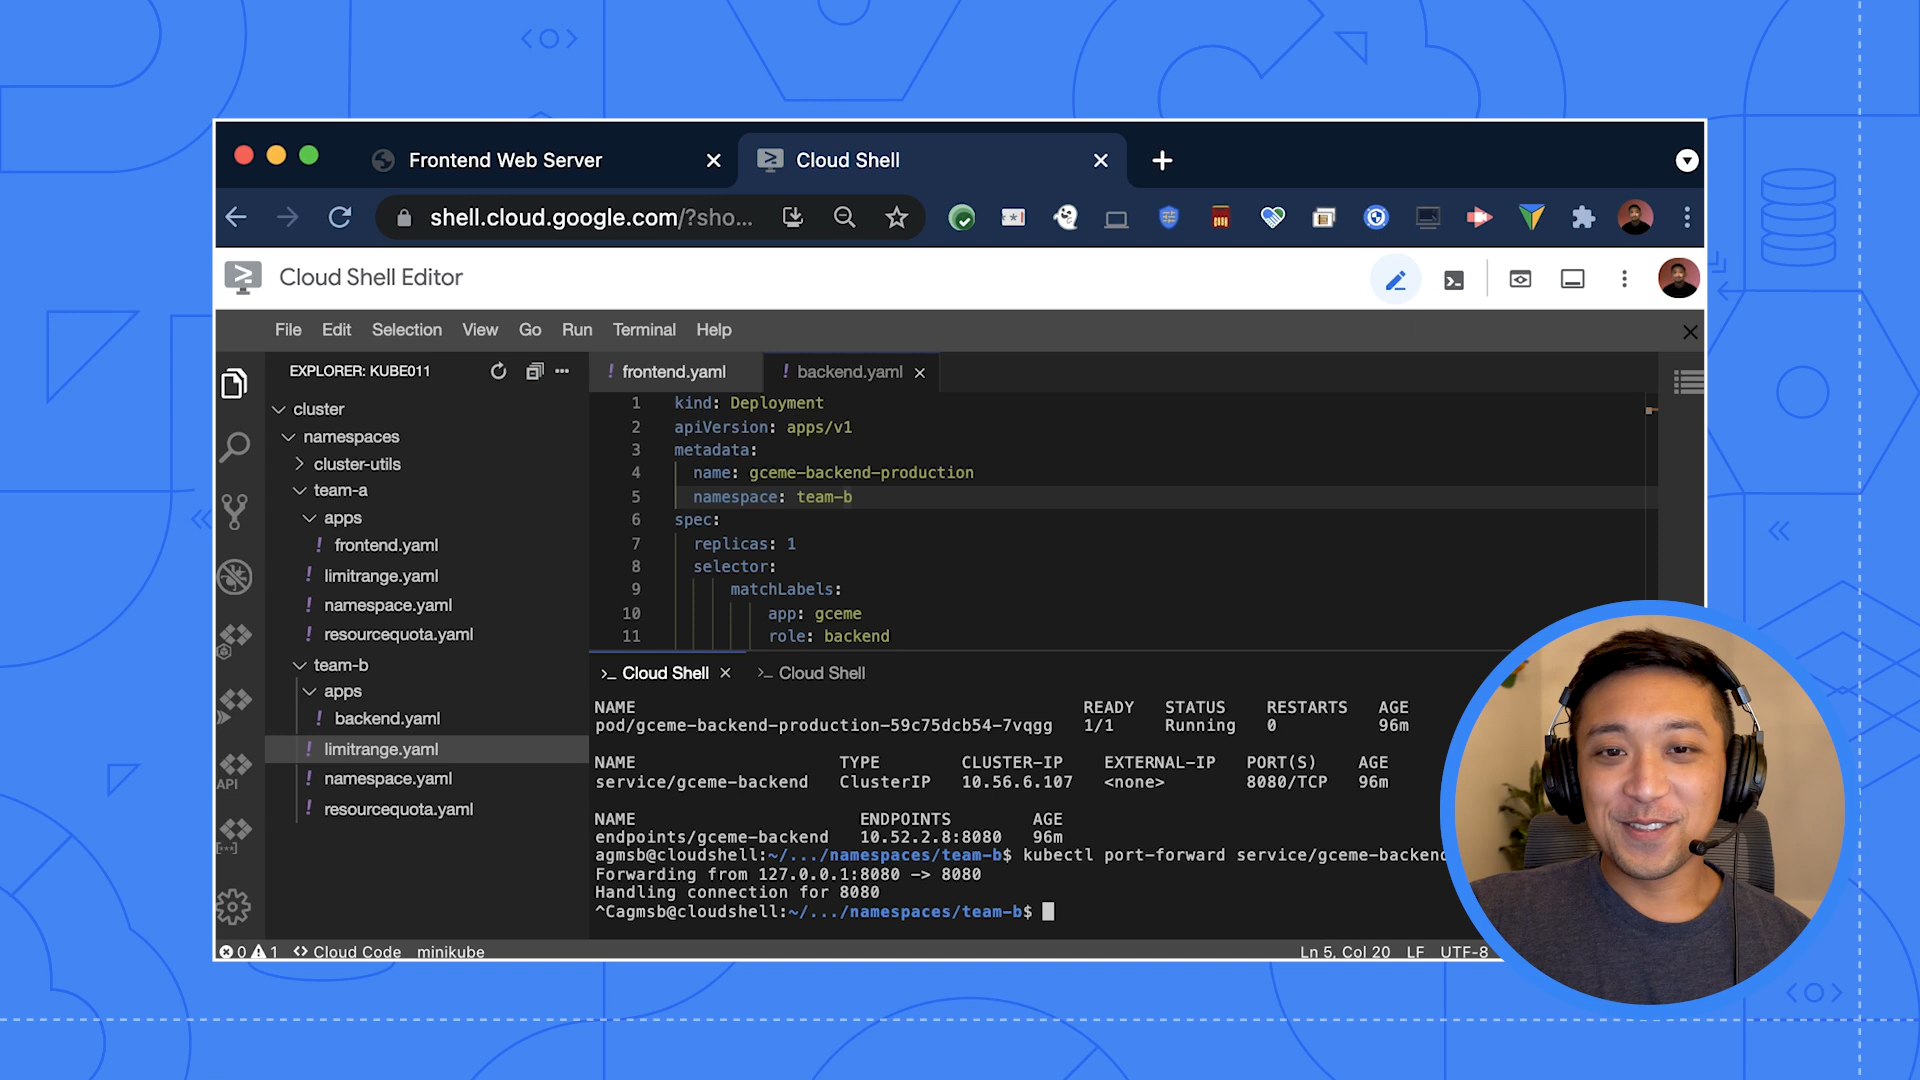 Frontend Web Server
Cloud Shell
shell.cloud.google.com/?sho...
Cloud Shell Editor
File Edit Selection View Go Run Terminal Help
EXPLORER: KUBE011
cluster
namespaces
cluster-utils
team-a
apps
! frontend.yaml
! limitrange.yaml
! namespace.yaml
! resourcequota.yaml
team-b
apps
! backend.yaml
! limitrange.yaml
! namespace.yaml
! resourcequota.yaml
API
! frontend.yaml ! backend.yaml
1 kind: Deployment
2 apiVersion: apps/v1
3 metadata:
4 name: gceme-backend-production
5 namespace: team-b
6 spec:
7 replicas: 1
8 selector:
9 matchLabels:
10 app: gceme
11 role: backend
>_ Cloud Shell >_ Cloud Shell
NAME READY STATUS RESTARTS AGE
pod/gceme-backend-production-59c75dcb54-7vqgg 1/1 Running 0 96m
NAME TYPE CLUSTER-IP EXTERNAL-IP PORT(S) AGE
service/gceme-backend ClusterIP 10.56.6.107 <none> 8080/TCP 96m
NAME ENDPOINTS AGE
endpoints/gceme-backend 10.52.2.8:8080 96m
agmsb@cloudshell:~/.../namespaces/team-b$ kubectl port-forward service/gceme-backend
Forwarding from 127.0.0.1:8080 -> 8080
Handling connection for 8080
^Cagmsb@cloudshell:~/.../namespaces/team-b$
0 1 <> Cloud Code minikube
Ln 5, Col 20 LF UTF-8